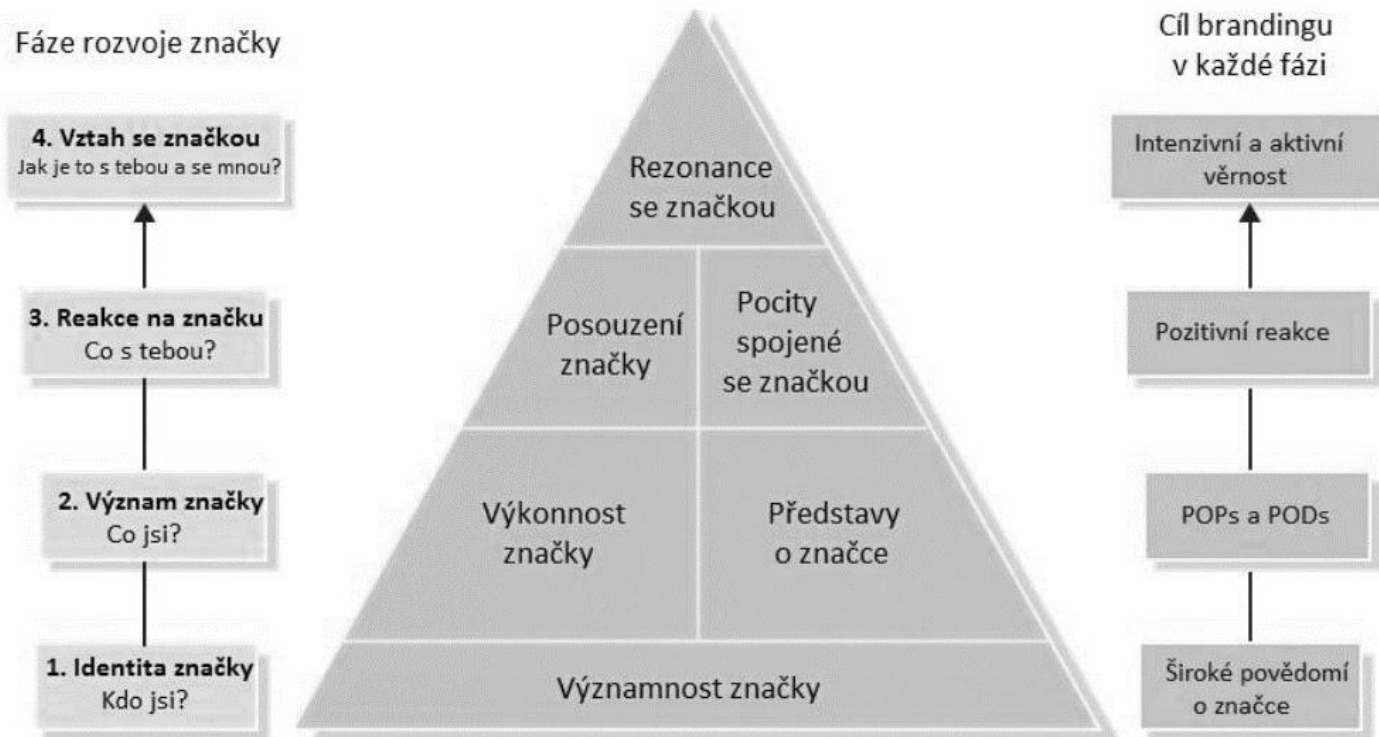 Fáze rozvoje značky
4. Vztah se značkou
Jak je to s tebou a se mnou?
3. Reakce na značku
Co s tebou?
2. Význam značky
Co jsi?
1. Identita značky
Kdo jsi?
Rezonance
se značkou
Posouzení
značky
Pocity
spojené
se značkou
Výkonnost
značky
Představy
o značce
Významnost značky
Cíl brandingu
v každé fázi
Intenzivní a aktivní
věrnost
Pozitivní reakce
POPs a PODs
Široké povědomí
o značce